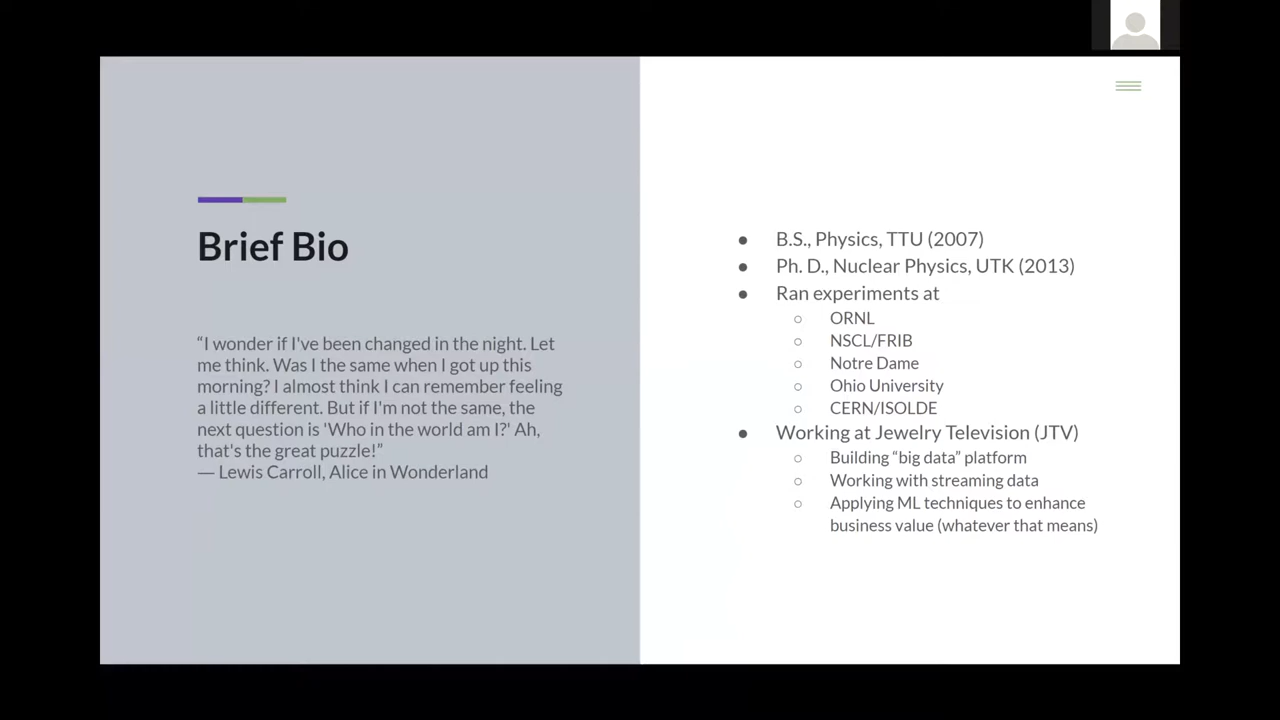 Brief Bio
“I wonder if I've been changed in the night. Let
me think. Was I the same when I got up this
morning? I almost think I can remember feeling
a little different. But if I'm not the same, the
next question is 'Who in the world am I?' Ah,
that's the great puzzle!”
— Lewis Carroll, Alice in Wonderland
● B.S., Physics, TTU (2007)
● Ph. D., Nuclear Physics, UTK (2013)
● Ran experiments at
○ ORNL
○ NSCL/FRIB
○ Notre Dame
○ Ohio University
○ CERN/ISOLDE
● Working at Jewelry Television (JTV)
○ Building “big data” platform
○ Working with streaming data
○ Applying ML techniques to enhance
business value (whatever that means)